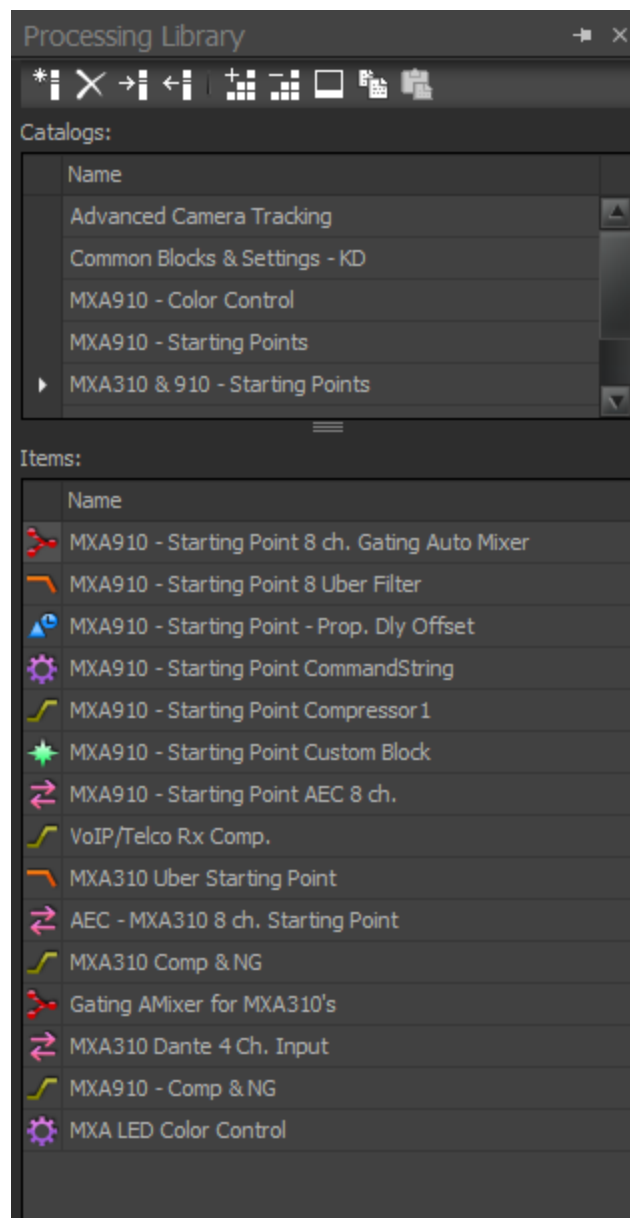 Processing Library
Catalogs:
Name
Advanced Camera Tracking
Common Blocks & Settings - KD
MXA910 - Color Control
MXA910 - Starting Points
MXA310 & 910 - Starting Points
Items:
Name
MXA910 - Starting Point 8 ch. Gating Auto Mixer
MXA910 - Starting Point 8 Uber Filter
MXA910 - Starting Point - Prop. Dly Offset
MXA910 - Starting Point CommandString
MXA910 - Starting Point Compressor1
MXA910 - Starting Point Custom Block
MXA910 - Starting Point AEC 8 ch.
VoIP/Telco Rx Comp.
MXA310 Uber Starting Point
AEC - MXA310 8 ch. Starting Point
MXA310 Comp & NG
Gating AMixer for MXA310's
MXA310 Dante 4 Ch. Input
MXA910 - Comp & NG
MXA LED Color Control